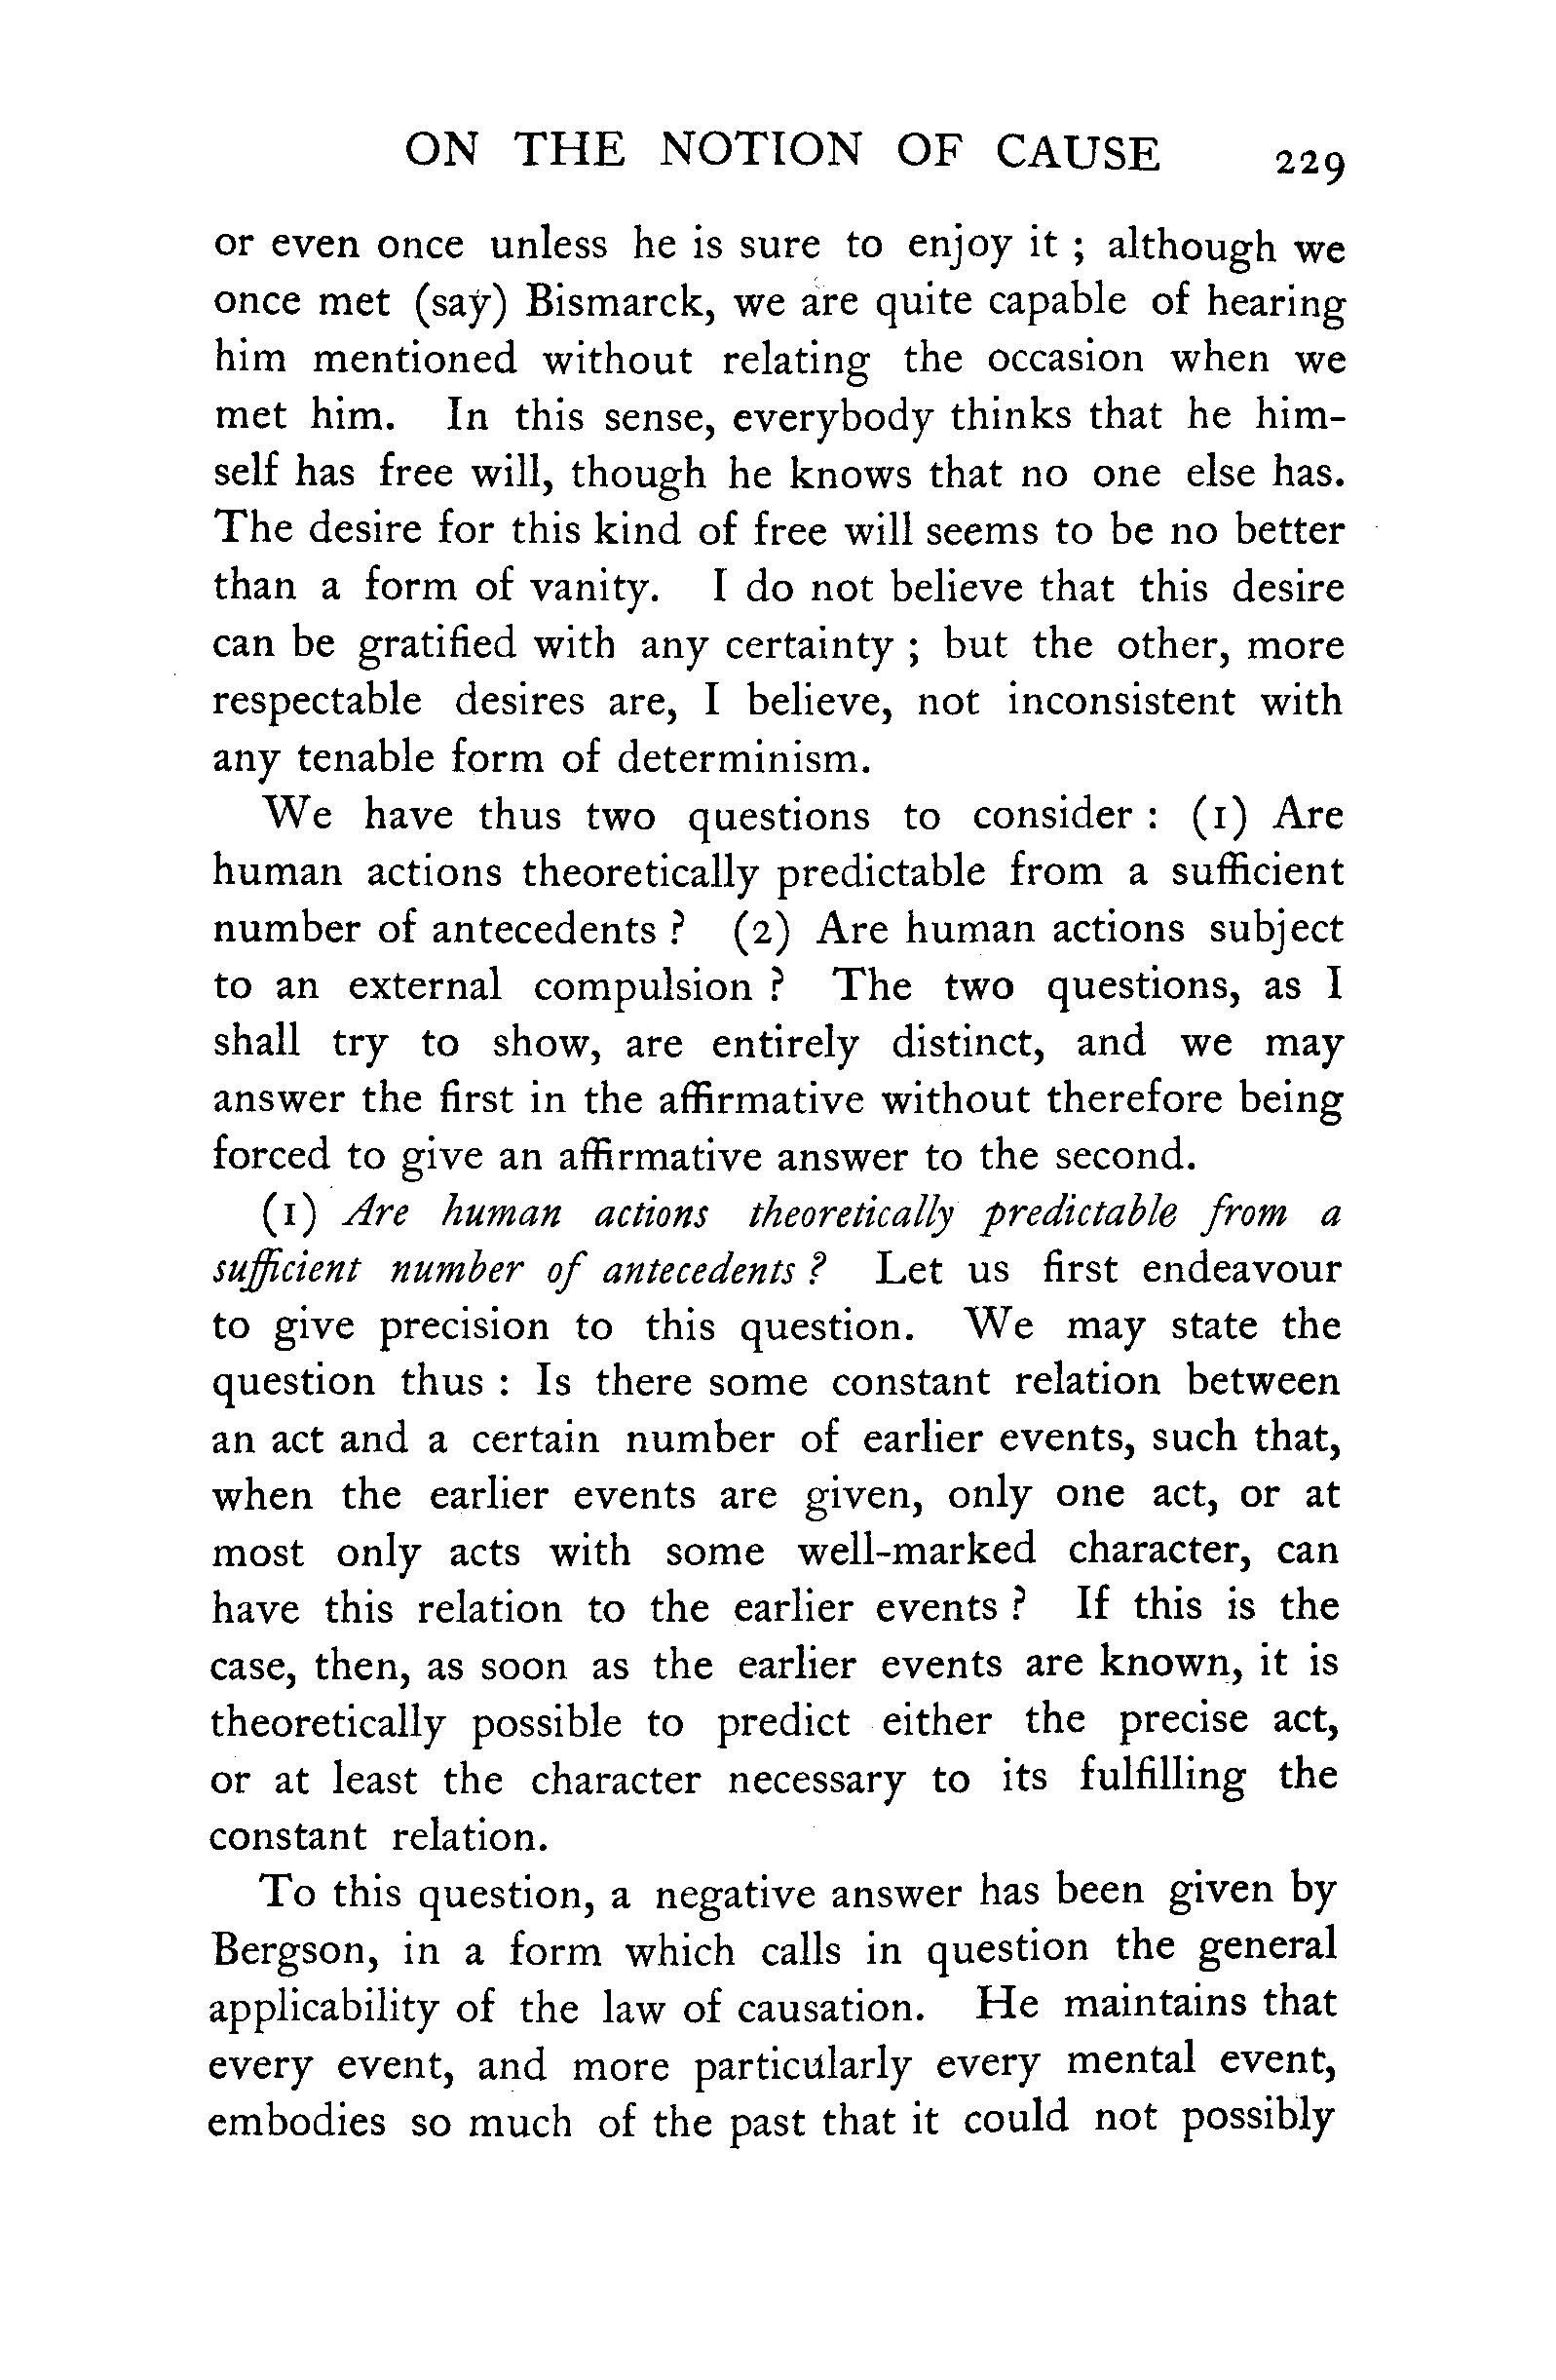 ON THE NOTION OF CAUSE 229
or even once unless he is sure to enjoy it ; although we
once met (say) Bismarck, we are quite capable of hearing
him mentioned without relating the occasion when we
met him. In this sense, everybody thinks that he him-
self has free will, though he knows that no one else has.
The desire for this kind of free will seems to be no better
than a form of vanity. I do not believe that this desire
can be gratified with any certainty ; but the other, more
respectable desires are, I believe, not inconsistent with
any tenable form of determinism.
We have thus two questions to consider : (1) Are
human actions theoretically predictable from a sufficient
number of antecedents ? (2) Are human actions subject
to an external compulsion ? The two questions, as I
shall try to show, are entirely distinct, and we may
answer the first in the affirmative without therefore being
forced to give an affirmative answer to the second.
(1) Are human actions theoretically predictable from a
sufficient number of antecedents ? Let us first endeavour
to give precision to this question. We may state the
question thus : Is there some constant relation between
an act and a certain number of earlier events, such that,
when the earlier events are given, only one act, or at
most only acts with some well-marked character, can
have this relation to the earlier events ? If this is the
case, then, as soon as the earlier events are known, it is
theoretically possible to predict either the precise act,
or at least the character necessary to its fulfilling the
constant relation.
To this question, a negative answer has been given by
Bergson, in a form which calls in question the general
applicability of the law of causation. He maintains that
every event, and more particularly every mental event,
embodies so much of the past that it could not possibly